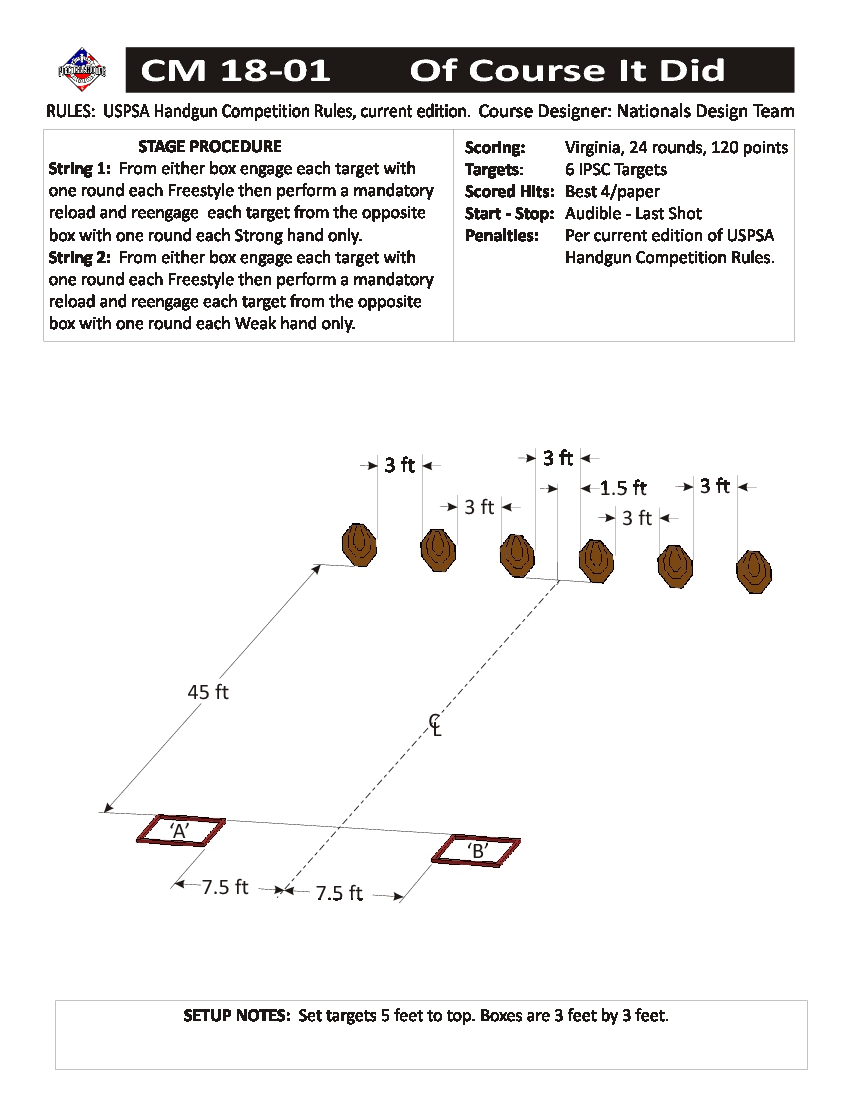 CM 18-01 Of Course It Did
RULES: USPSA Handgun Competition Rules, current edition. Course Designer: Nationals Design Team
STAGE PROCEDURE
String 1: From either box engage each target with
one round each Freestyle then perform a mandatory
reload and reengage each target from the opposite
box with one round each Strong hand only.
String 2: From either box engage each target with
one round each Freestyle then perform a mandatory
reload and reengage each target from the opposite
box with one round each Weak hand only.
Scoring: Virginia, 24 rounds, 120 points
Targets: 6 IPSC Targets
Scored Hits: Best 4/paper
Start - Stop: Audible - Last Shot
Penalties: Per current edition of USPSA
Handgun Competition Rules.
3 ft
3 ft
3 ft
1.5 ft
3 ft
3 ft
45 ft
CL
'A'
'B'
7.5 ft
7.5 ft
SETUP NOTES: Set targets 5 feet to top. Boxes are 3 feet by 3 feet.